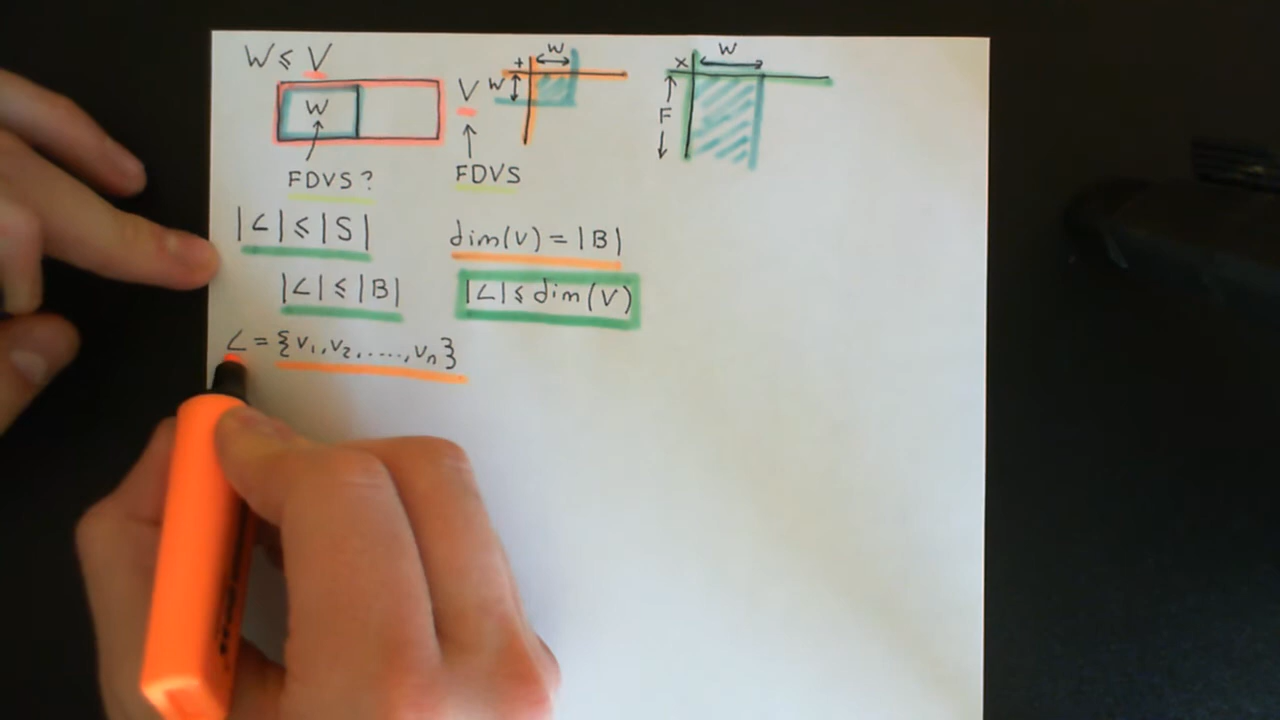 W ≤ V
W
V
FDVS ?
FDVS
+
W
W
×
W
F
|L| ≤ |S|
dim(V) = |B|
|L| ≤ |B|
|L| ≤ dim(V)
L = {v₁, v₂, ....., vₙ}